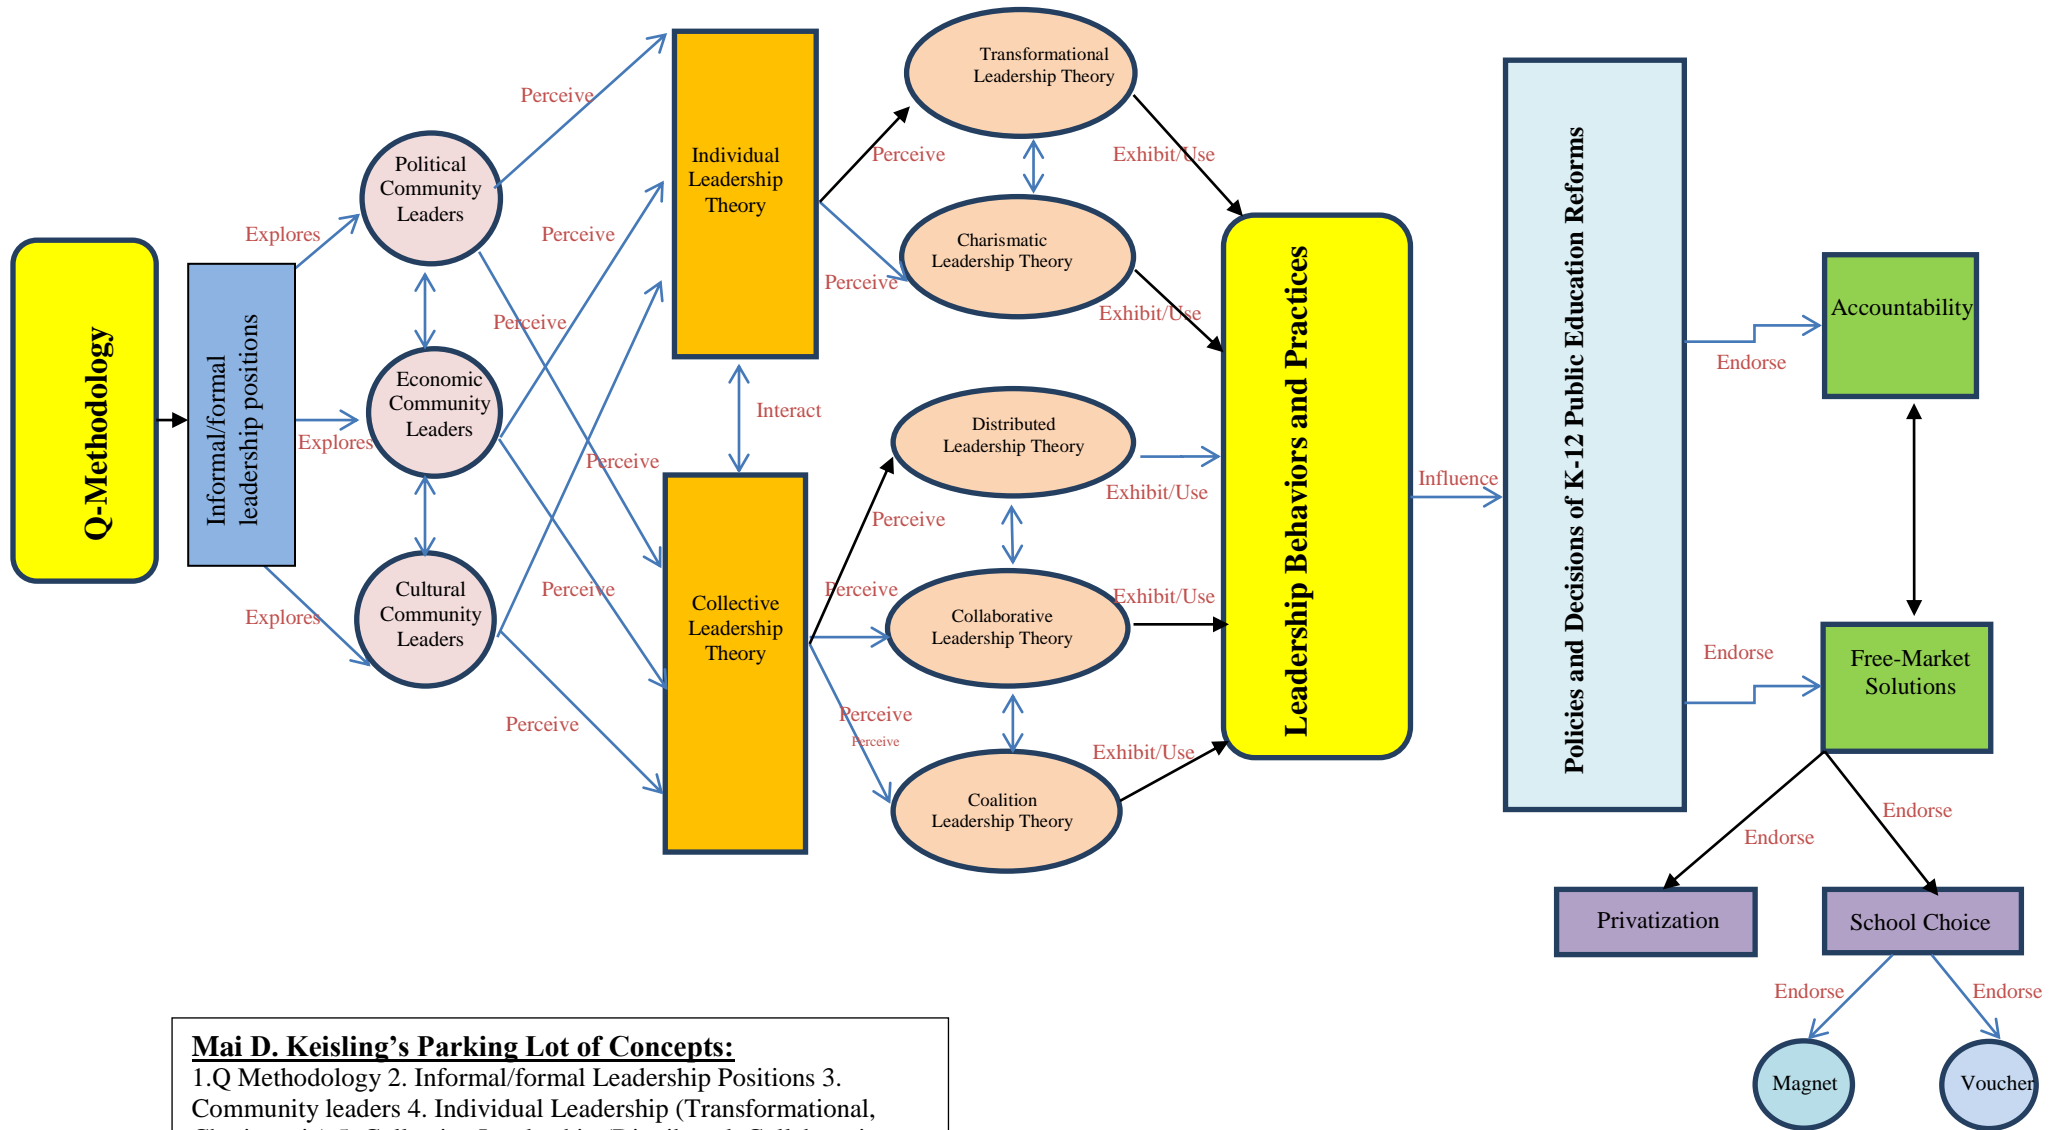 Q-Methodology
Informal/formal
leadership positions
Explores
Explores
Explores
Political
Community
Leaders
Economic
Community
Leaders
Cultural
Community
Leaders
Perceive
Perceive
Perceive
Perceive
Perceive
Perceive
Individual
Leadership
Theory
Interact
Collective
Leadership
Theory
Perceive
Perceive
Perceive
Perceive
Perceive
Perceive
Transformational
Leadership Theory
Charismatic
Leadership Theory
Distributed
Leadership Theory
Collaborative
Leadership Theory
Coalition
Leadership Theory
Exhibit/Use
Exhibit/Use
Exhibit/Use
Exhibit/Use
Exhibit/Use
Leadership Behaviors and Practices
Influence
Policies and Decisions of K-12 Public Education Reforms
Endorse
Endorse
Accountability
Free-Market
Solutions
Endorse
Endorse
Privatization
School Choice
Endorse
Endorse
Magnet
Voucher
Mai D. Keisling’s Parking Lot of Concepts:
1.Q Methodology 2. Informal/formal Leadership Positions 3.
Community leaders 4. Individual Leadership (Transformational,